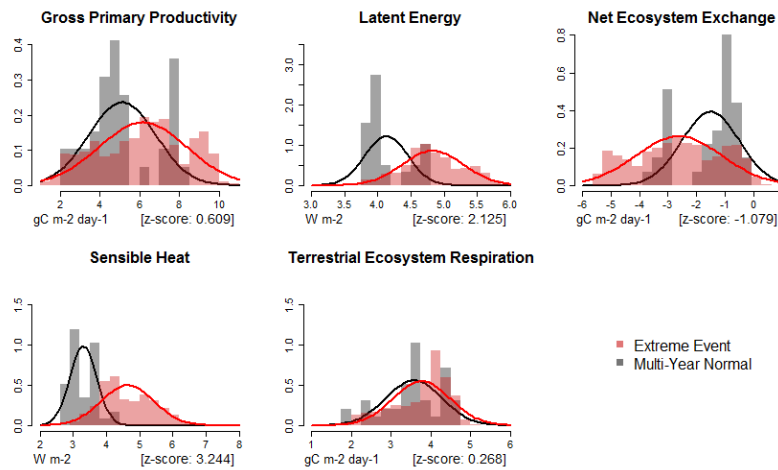 Gross Primary Productivity
0.4
0.3
0.2
0.1
0.0
2 4 6 8 10
gC m-2 day-1 [z-score: 0.609]
Latent Energy
3.0
2.0
1.0
0.0
3.0 3.5 4.0 4.5 5.0 5.5 6.0
W m-2 [z-score: 2.125]
Net Ecosystem Exchange
0.8
0.6
0.4
0.2
0.0
-6 -5 -4 -3 -2 -1 0
gC m-2 day-1 [z-score: -1.079]
Sensible Heat
1.5
1.0
0.5
0.0
2 3 4 5 6 7 8
W m-2 [z-score: 3.244]
Terrestrial Ecosystem Respiration
1.5
1.0
0.5
0.0
1 2 3 4 5 6
gC m-2 day-1 [z-score: 0.268]
Extreme Event
Multi-Year Normal